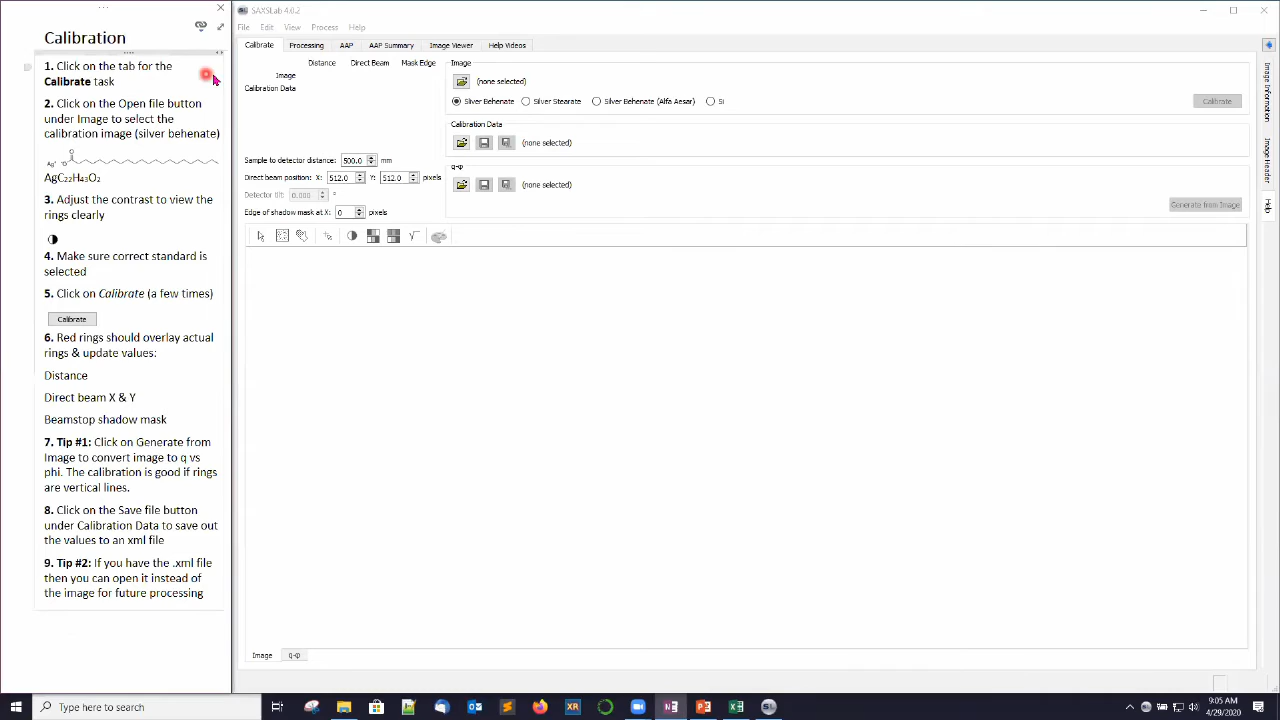 Calibration
1. Click on the tab for the
Calibrate task
2. Click on the Open file button
under Image to select the
calibration image (silver behenate)
AgC₂₂H₄₃O₂
3. Adjust the contrast to view the
rings clearly
4. Make sure correct standard is
selected
5. Click on Calibrate (a few times)
Calibrate
6. Red rings should overlay actual
rings & update values:
Distance
Direct beam X & Y
Beamstop shadow mask
7. Tip #1: Click on Generate from
Image to convert image to q vs
phi. The calibration is good if rings
are vertical lines.
8. Click on the Save file button
under Calibration Data to save out
the values to an xml file
9. Tip #2: If you have the .xml file
then you can open it instead of
the image for future processing
SAXSLab 4.0.2
File Edit View Process Help
Calibrate Processing AAP AAP Summary Image Viewer Help Videos
Distance Direct Beam Mask Edge
Image
Calibration Data
Sample to detector distance: 500.0 mm
Direct beam position: X: 512.0 Y: 512.0 pixels
Detector tilt: 0.000 °
Edge of shadow mask at X: 0 pixels
Image
(none selected)
Silver Behenate Silver Stearate Silver Behenate (Alfa Aesar) Si
Calibrate
Calibration Data
(none selected)
q-φ
(none selected)
Generate from Image
Image q-φ
Image Information
Image Header
Help
Type here to search
9:05 AM
4/29/2020